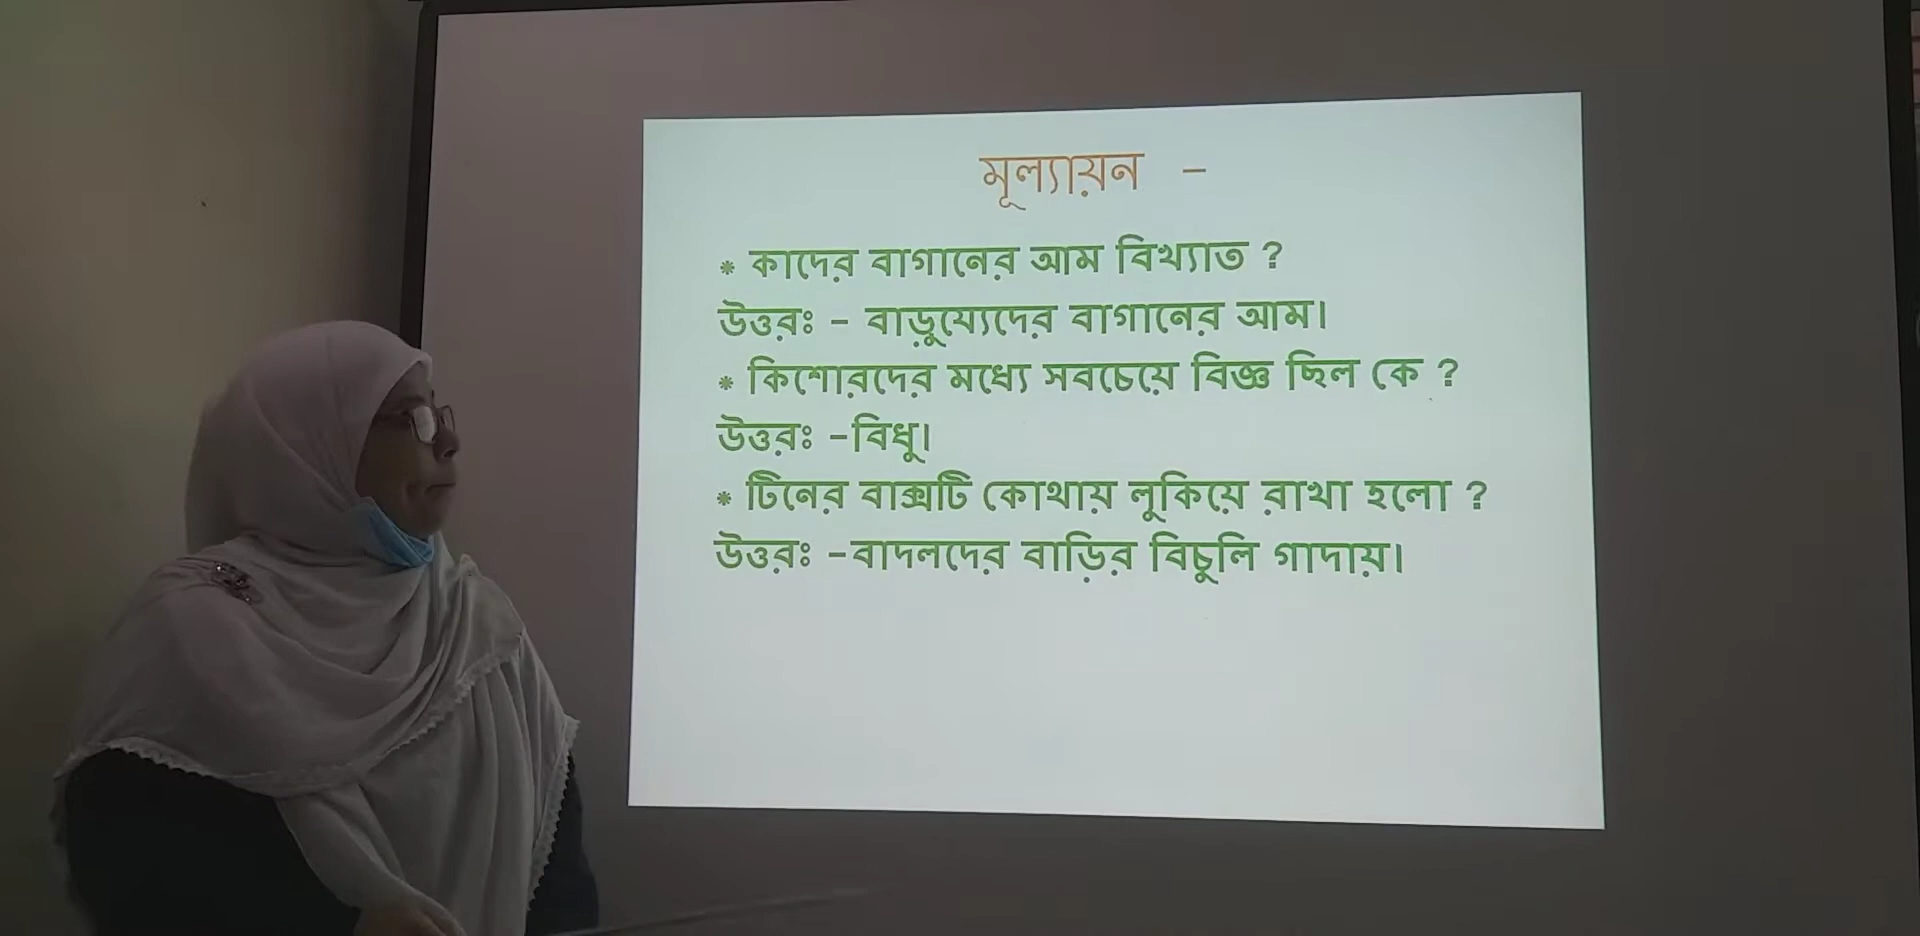 মূল্যায়ন -
* কাদের বাগানের আম বিখ্যাত ?
উত্তরঃ - বাড়ুয্যেদের বাগানের আম।
* কিশোরদের মধ্যে সবচেয়ে বিজ্ঞ ছিল কে ?
উত্তরঃ -বিধু।
* টিনের বাক্সটি কোথায় লুকিয়ে রাখা হলো ?
উত্তরঃ -বাদলদের বাড়ির বিচুলি গাদায়।